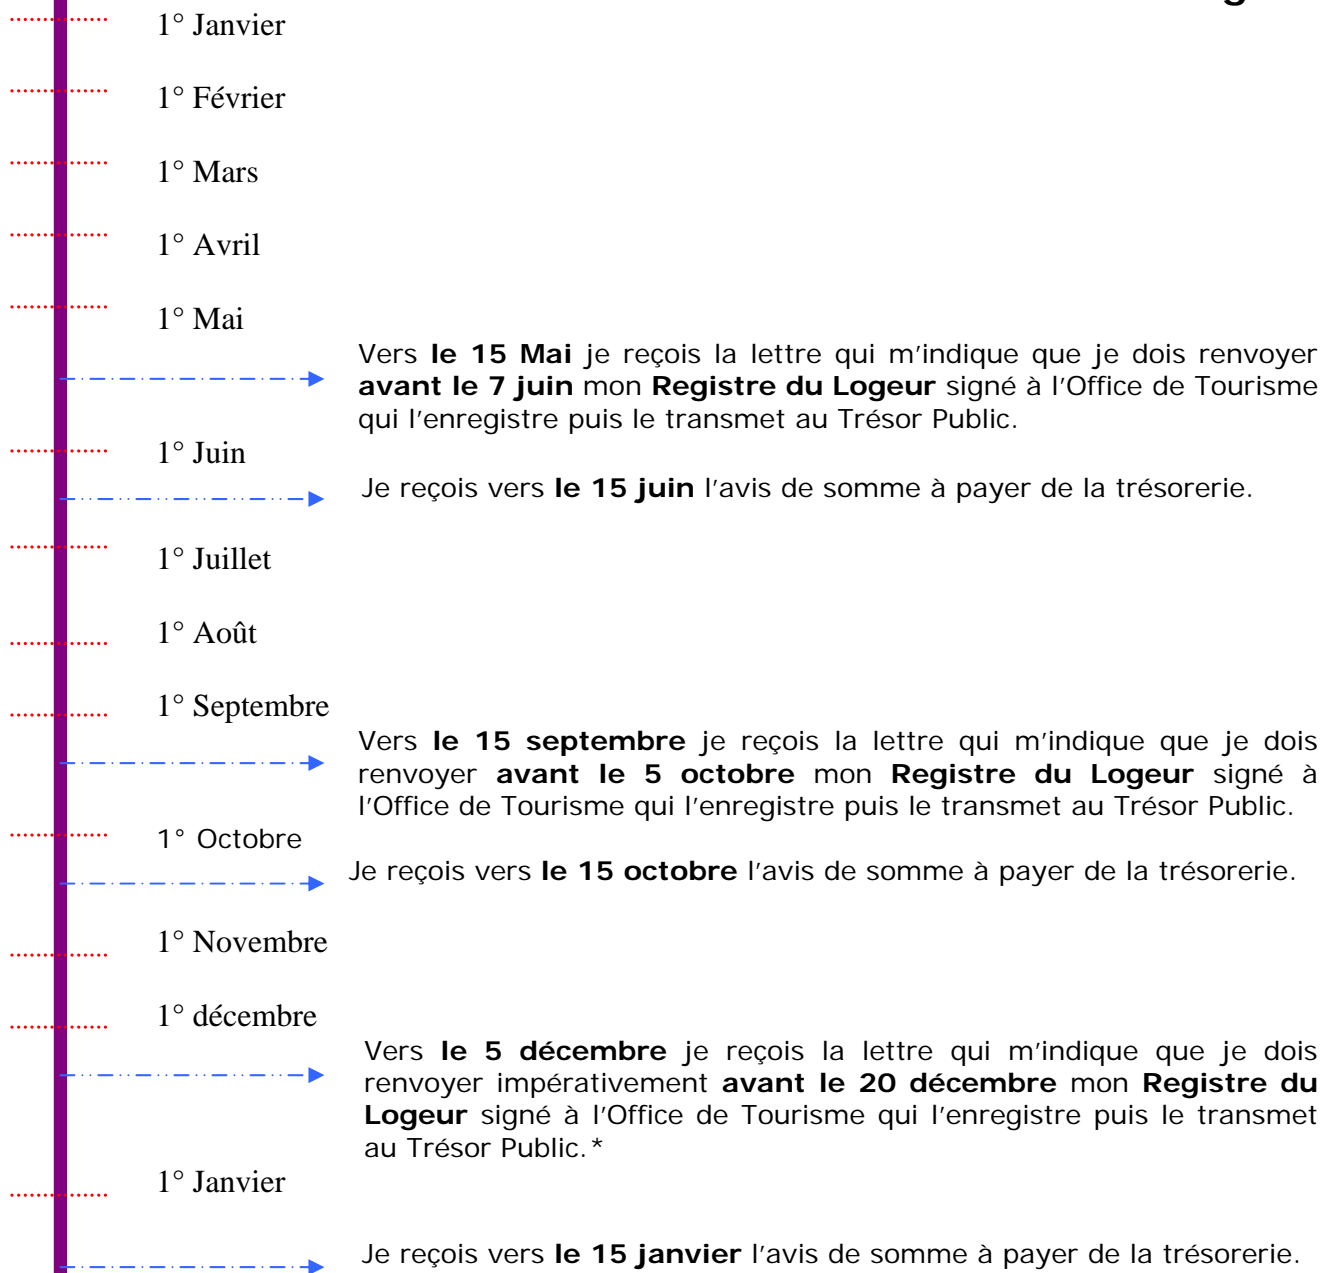 1° Janvier
1° Février
1° Mars
1° Avril
1° Mai
Vers le 15 Mai je reçois la lettre qui m’indique que je dois renvoyer
avant le 7 juin mon Registre du Logeur signé à l’Office de Tourisme
qui l’enregistre puis le transmet au Trésor Public.
1° Juin
Je reçois vers le 15 juin l’avis de somme à payer de la trésorerie.
1° Juillet
1° Août
1° Septembre
Vers le 15 septembre je reçois la lettre qui m’indique que je dois
renvoyer avant le 5 octobre mon Registre du Logeur signé à
l’Office de Tourisme qui l’enregistre puis le transmet au Trésor Public.
1° Octobre
Je reçois vers le 15 octobre l’avis de somme à payer de la trésorerie.
1° Novembre
1° décembre
Vers le 5 décembre je reçois la lettre qui m’indique que je dois
renvoyer impérativement avant le 20 décembre mon Registre du
Logeur signé à l’Office de Tourisme qui l’enregistre puis le transmet
au Trésor Public.*
1° Janvier
Je reçois vers le 15 janvier l’avis de somme à payer de la trésorerie.